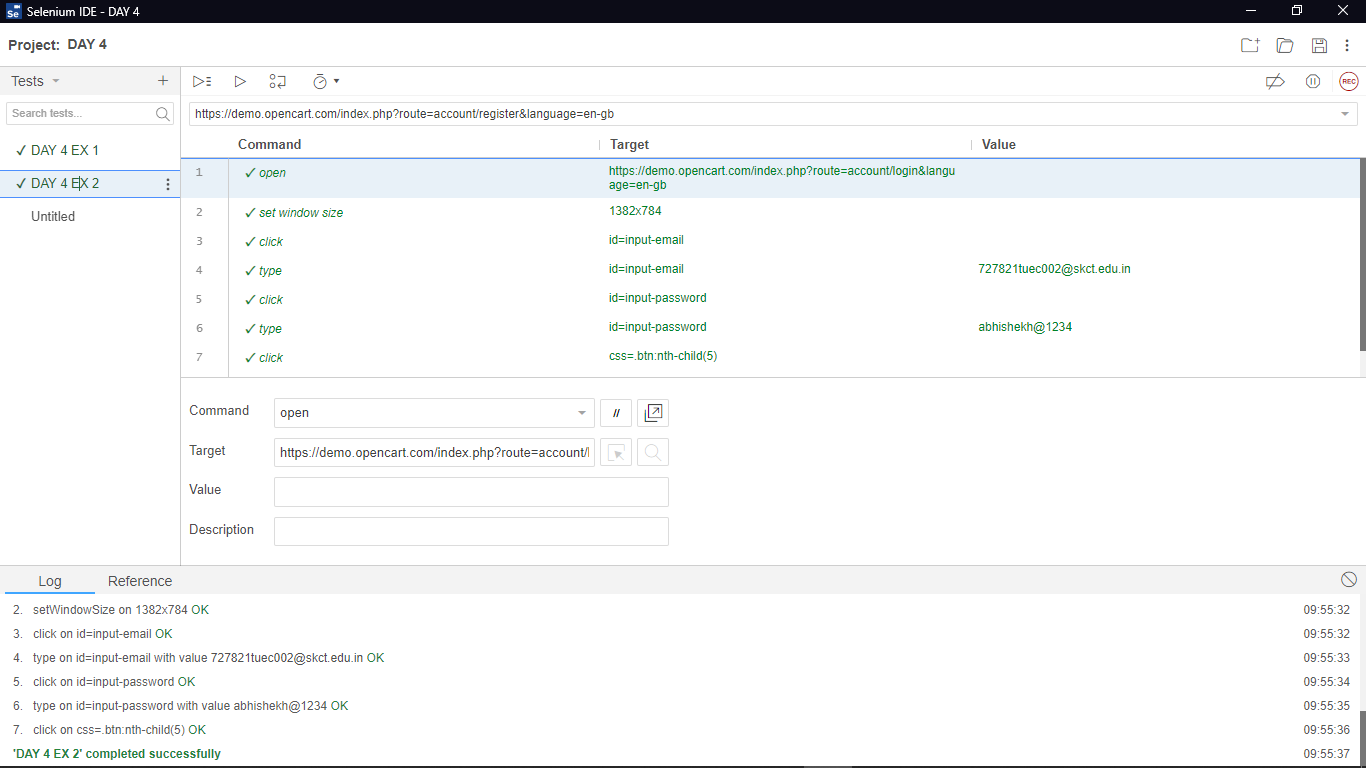 Selenium IDE - DAY 4
Project: DAY 4
Tests
REC
Search tests...
https://demo.opencart.com/index.php?route=account/register&language=en-gb
✓ DAY 4 EX 1
✓ DAY 4 EX 2
Untitled
Command Target Value
1 ✓ open https://demo.opencart.com/index.php?route=account/login&langu
age=en-gb
2 ✓ set window size 1382x784
3 ✓ click id=input-email
4 ✓ type id=input-email 727821tuec002@skct.edu.in
5 ✓ click id=input-password
6 ✓ type id=input-password abhishekh@1234
7 ✓ click css=.btn:nth-child(5)
Command open //
Target https://demo.opencart.com/index.php?route=account/l
Value
Description
Log Reference
2. setWindowSize on 1382x784 OK 09:55:32
3. click on id=input-email OK 09:55:32
4. type on id=input-email with value 727821tuec002@skct.edu.in OK 09:55:33
5. click on id=input-password OK 09:55:34
6. type on id=input-password with value abhishekh@1234 OK 09:55:35
7. click on css=.btn:nth-child(5) OK 09:55:36
'DAY 4 EX 2' completed successfully 09:55:37